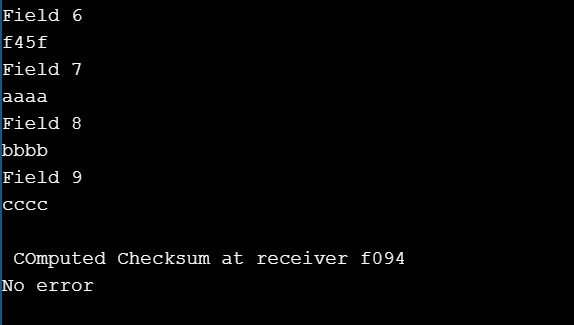 Field 6
f45f
Field 7
aaaa
Field 8
bbbb
Field 9
cccc
COmputed Checksum at receiver f094
No error